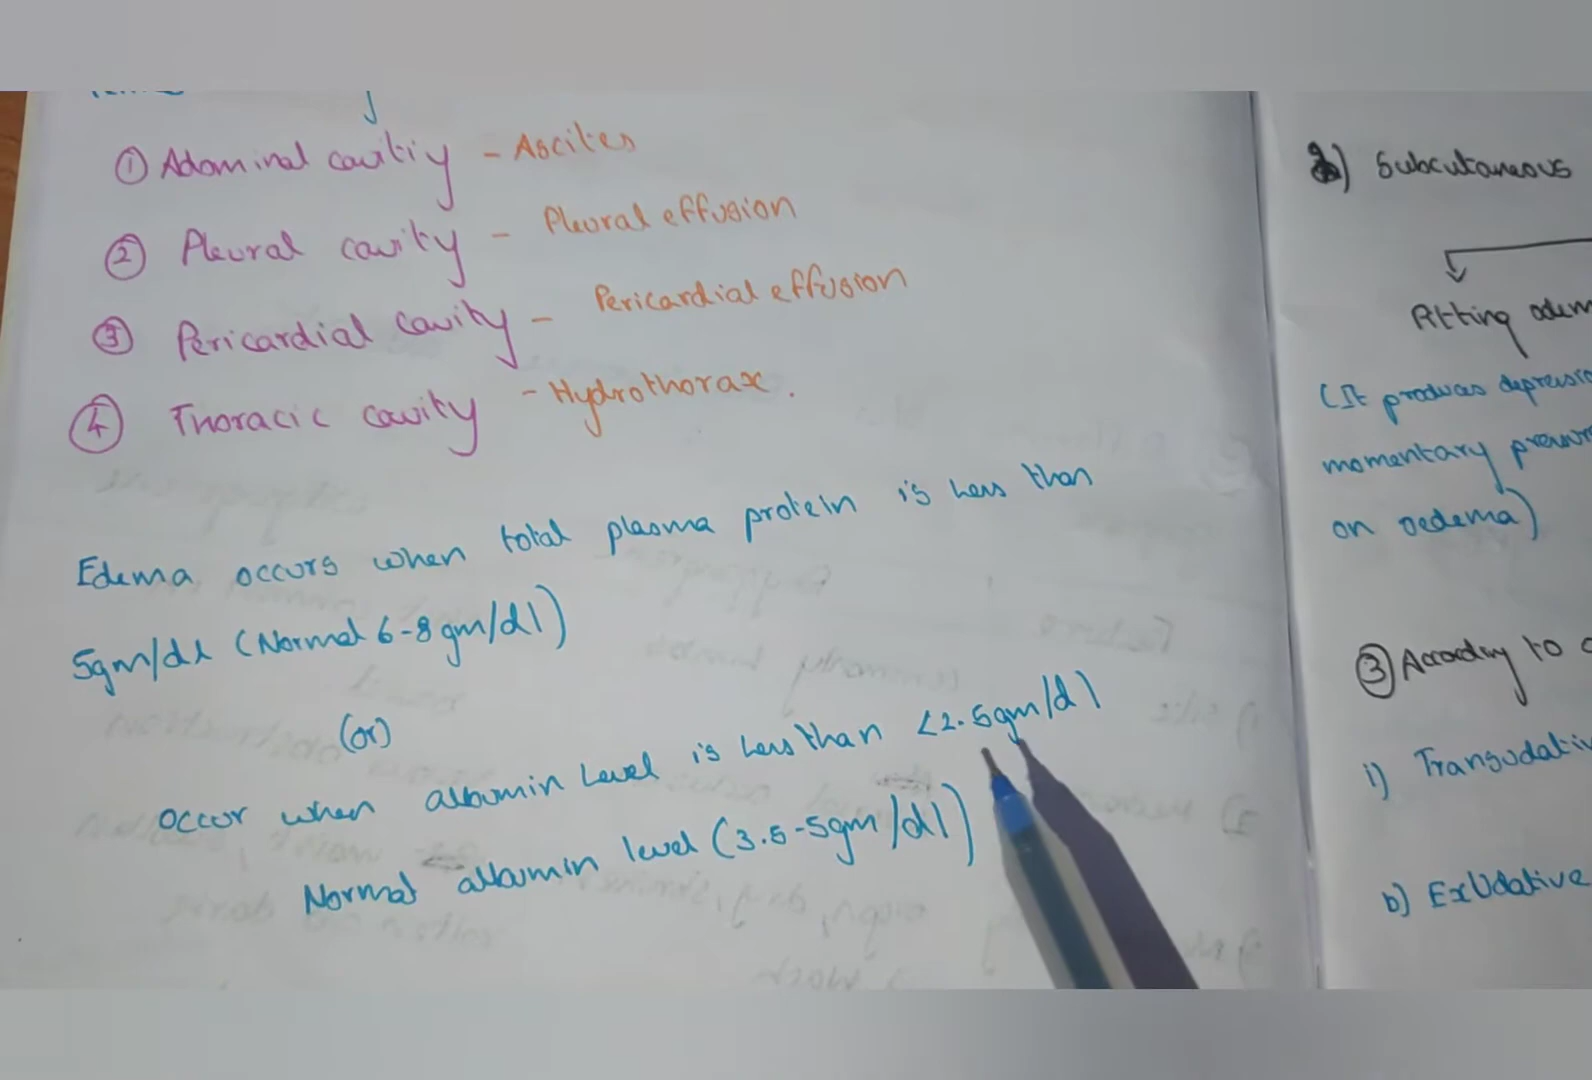 ① Adominal cavitiy - Ascites
② Pleural cavity - Pleural effusion
③ Pericardial cavity - Pericardial effusion
④ Thoracic cavity - Hydrothorax.
Edema occurs when total plasma protein is less than
5gm/dl (Normal 6-8 gm/dl)
(or)
occur when albumin level is less than <2.5gm/dl
Normal albumin level (3.5-5gm/dl)
2) Subcutaneous
Pitting
(It produces
momentary
on oedema)
③ According to
i) 
b) Exudative